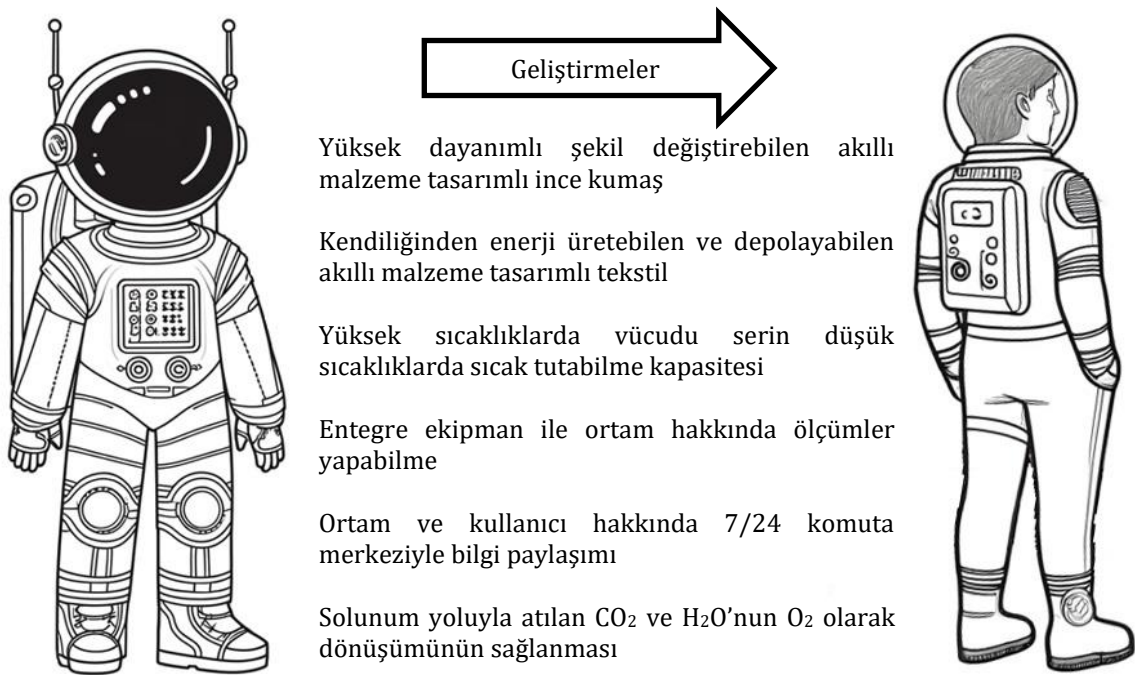 Geliştirmeler
Yüksek dayanımlı şekil değiştirebilen akıllı
malzeme tasarımlı ince kumaş
Kendiliğinden enerji üretebilen ve depolayabilen
akıllı malzeme tasarımlı tekstil
Yüksek sıcaklıklarda vücudu serin düşük
sıcaklıklarda sıcak tutabilme kapasitesi
Entegre ekipman ile ortam hakkında ölçümler
yapabilme
Ortam ve kullanıcı hakkında 7/24 komuta
merkeziyle bilgi paylaşımı
Solunum yoluyla atılan CO₂ ve H₂O’nun O₂ olarak
dönüşümünün sağlanması